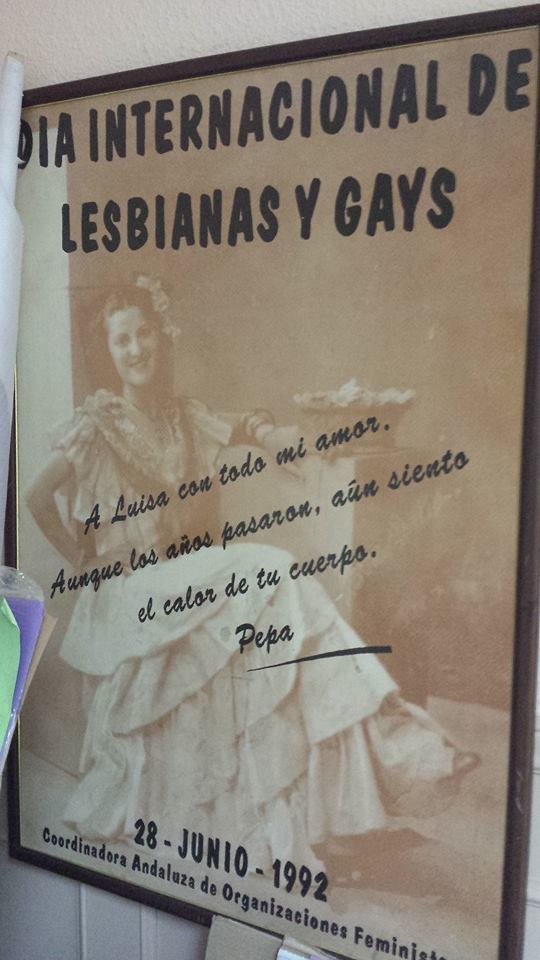 DIA INTERNACIONAL DE
LESBIANAS Y GAYS
A Luisa con todo mi amor.
Aunque los años pasaron, aún siento
el calor de tu cuerpo.
Pepa
28 - JUNIO - 1992
Coordinadora Andaluza de Organizaciones Feminist